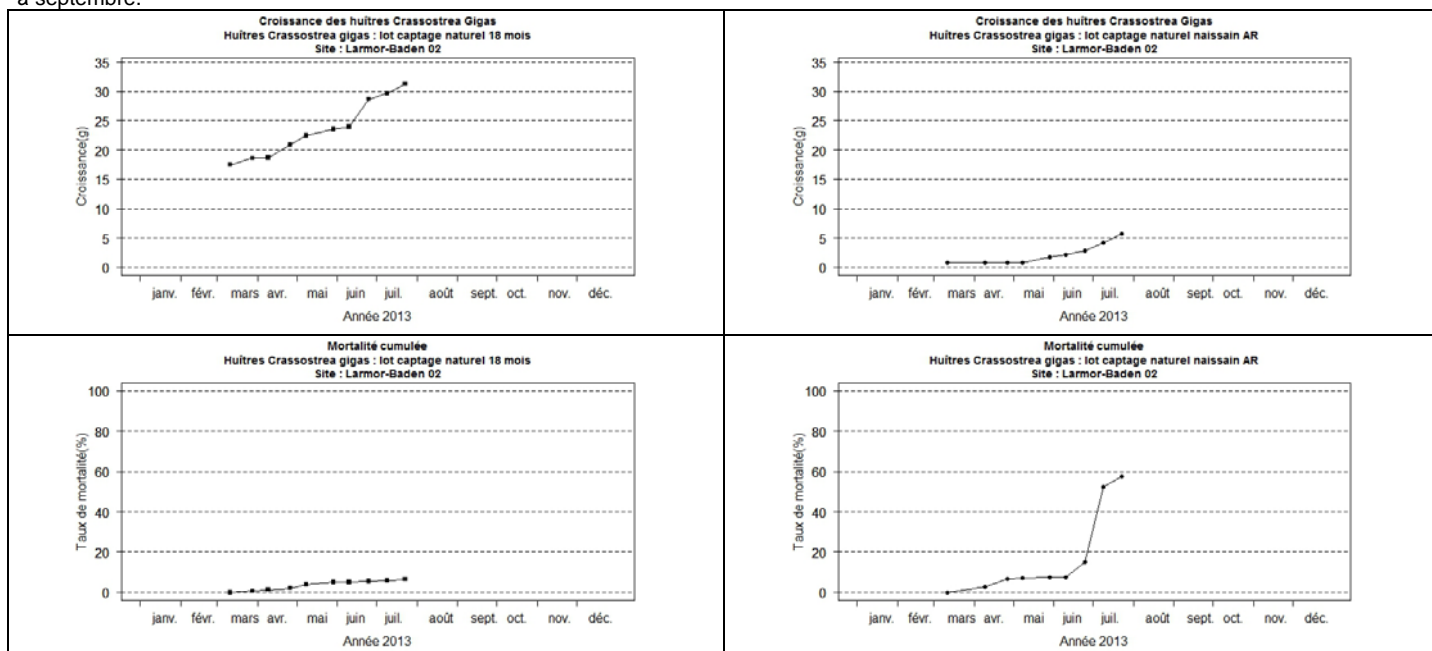 à septembre.
Croissance des huîtres Crassostrea Gigas
Huîtres Crassostrea gigas : lot captage naturel 18 mois
Site : Larmor-Baden 02
35
30
25
20
15
10
5
0
Croissance(g)
janv. févr. mars avr. mai juin juil. août sept. oct. nov. déc.
Année 2013
Croissance des huîtres Crassostrea Gigas
Huîtres Crassostrea gigas : lot captage naturel naissain AR
Site : Larmor-Baden 02
35
30
25
20
15
10
5
0
Croissance(g)
janv. févr. mars avr. mai juin juil. août sept. oct. nov. déc.
Année 2013
Mortalité cumulée
Huîtres Crassostrea gigas : lot captage naturel 18 mois
Site : Larmor-Baden 02
100
80
60
40
20
0
Taux de mortalité(%)
janv. févr. mars avr. mai juin juil. août sept. oct. nov. déc.
Année 2013
Mortalité cumulée
Huîtres Crassostrea gigas : lot captage naturel naissain AR
Site : Larmor-Baden 02
100
80
60
40
20
0
Taux de mortalité(%)
janv. févr. mars avr. mai juin juil. août sept. oct. nov. déc.
Année 2013